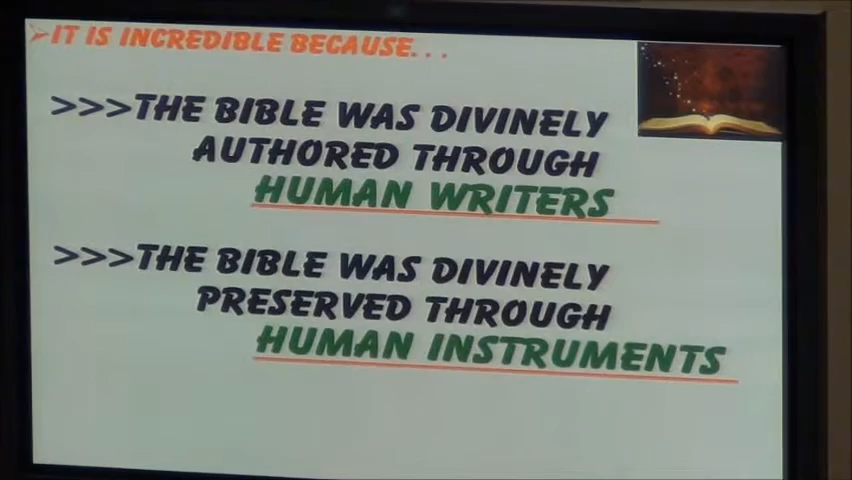 ➢IT IS INCREDIBLE BECAUSE. . .
>>>THE BIBLE WAS DIVINELY
AUTHORED THROUGH
HUMAN WRITERS
>>>THE BIBLE WAS DIVINELY
PRESERVED THROUGH
HUMAN INSTRUMENTS